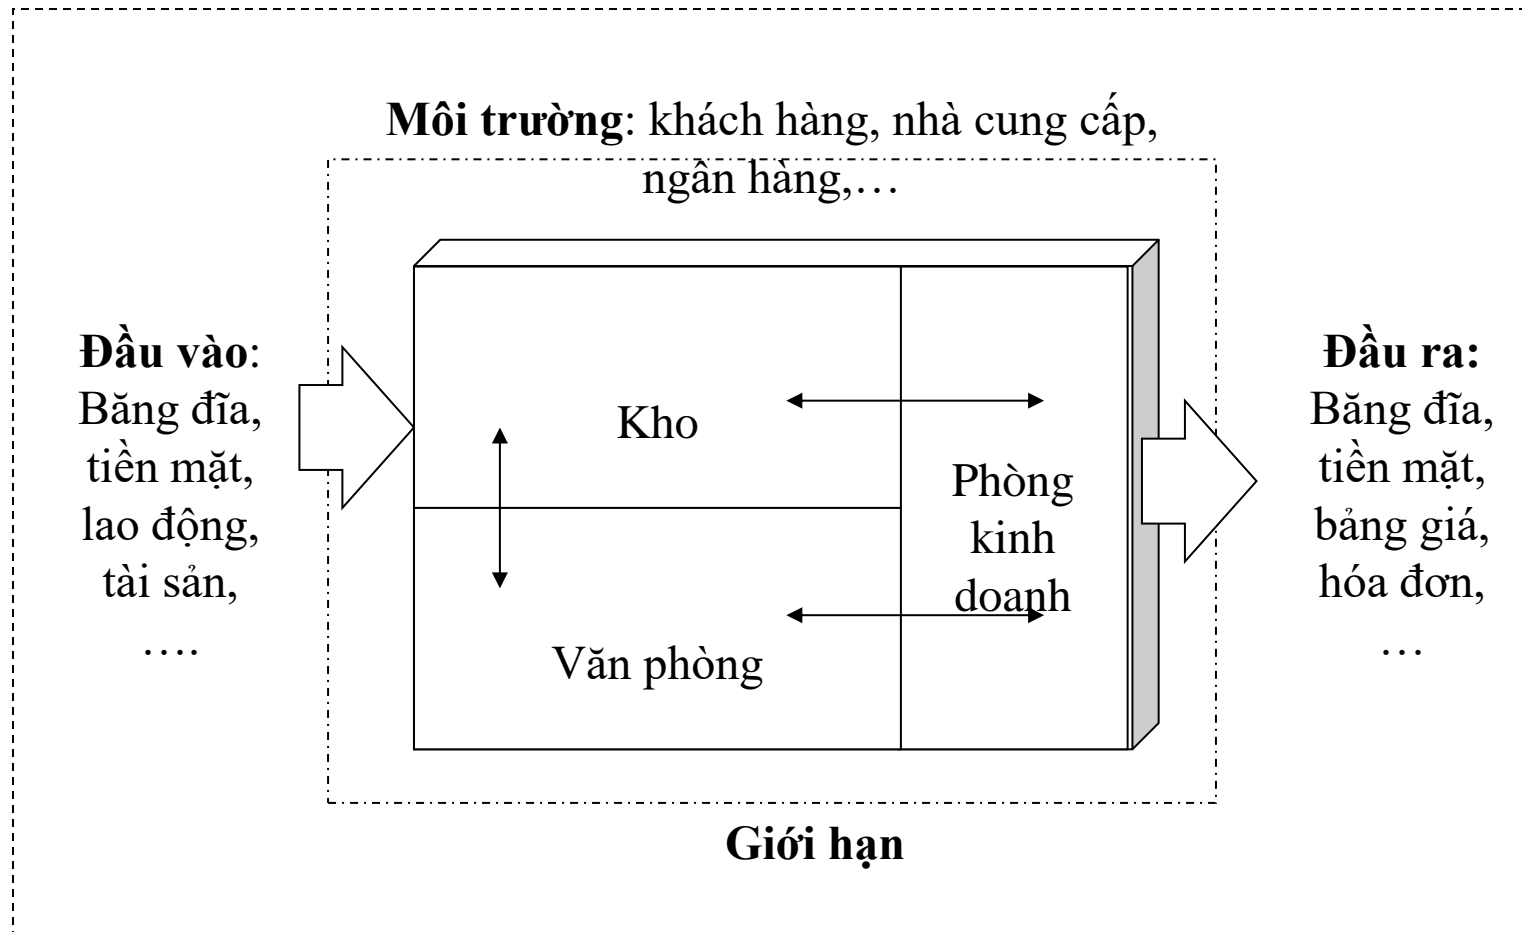 Môi trường: khách hàng, nhà cung cấp,
ngân hàng,…
Đầu vào:
Băng đĩa,
tiền mặt,
lao động,
tài sản,
….
Kho
Văn phòng
Phòng
kinh
doanh
Đầu ra:
Băng đĩa,
tiền mặt,
bảng giá,
hóa đơn,
…
Giới hạn